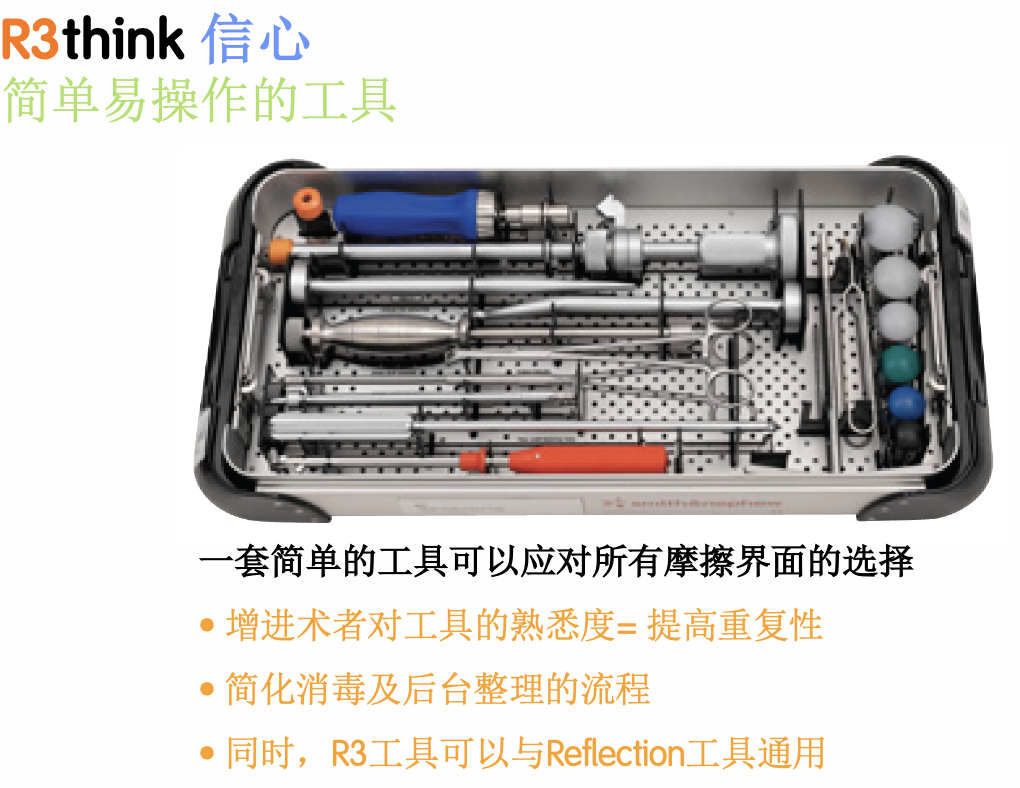 R3think 信心
简单易操作的工具
smith&nephew
一套简单的工具可以应对所有摩擦界面的选择
• 增进术者对工具的熟悉度= 提高重复性
• 简化消毒及后台整理的流程
• 同时，R3工具可以与Reflection工具通用